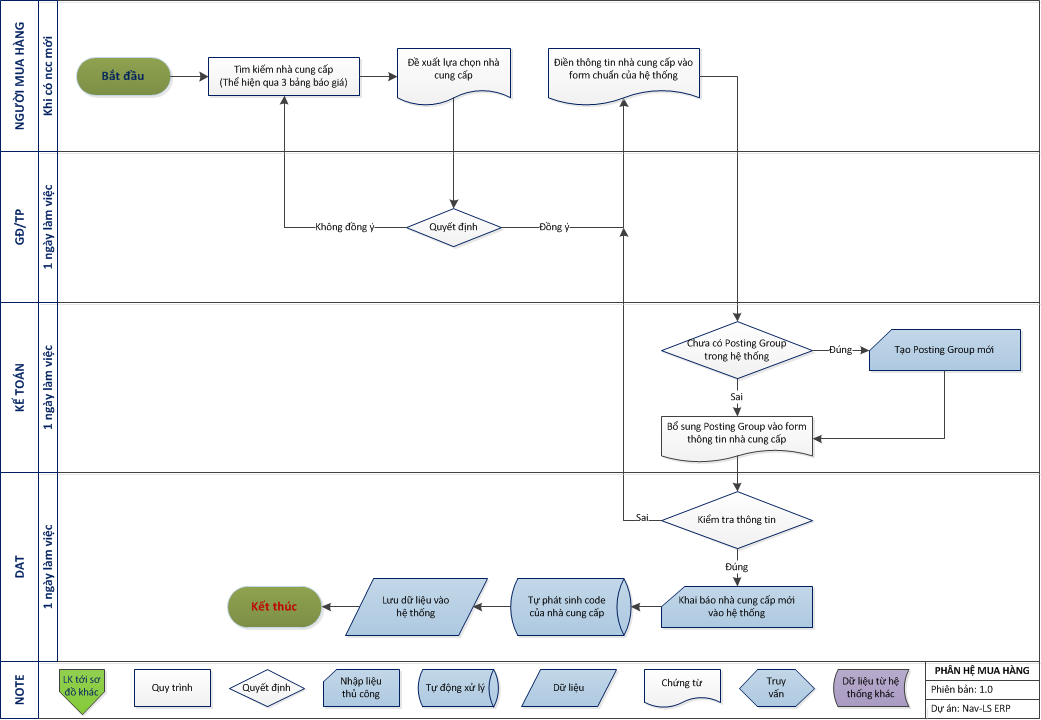 NGƯỜI MUA HÀNG
Khi có ncc mới
Bắt đầu
Tìm kiếm nhà cung cấp
(Thể hiện qua 3 bảng báo giá)
Đề xuất lựa chọn nhà
cung cấp
Điền thông tin nhà cung cấp vào
form chuẩn của hệ thống
GĐ/TP
1 ngày làm việc
Không đồng ý
Quyết định
Đồng ý
KẾ TOÁN
1 ngày làm việc
Chưa có Posting Group
trong hệ thống
Đúng
Tạo Posting Group mới
Sai
Bổ sung Posting Group vào form
thông tin nhà cung cấp
DAT
1 ngày làm việc
Sai
Kiểm tra thông tin
Đúng
Kết thúc
Lưu dữ liệu vào
hệ thống
Tự phát sinh code
của nhà cung cấp
Khai báo nhà cung cấp mới
vào hệ thống
NOTE
LK tới sơ
đồ khác
Quy trình
Quyết định
Nhập liệu
thủ công
Tự động xử lý
Dữ liệu
Chứng từ
Truy
vấn
Dữ liệu từ hệ
thống khác
PHÂN HỆ MUA HÀNG
Phiên bản: 1.0
Dự án: Nav-LS ERP